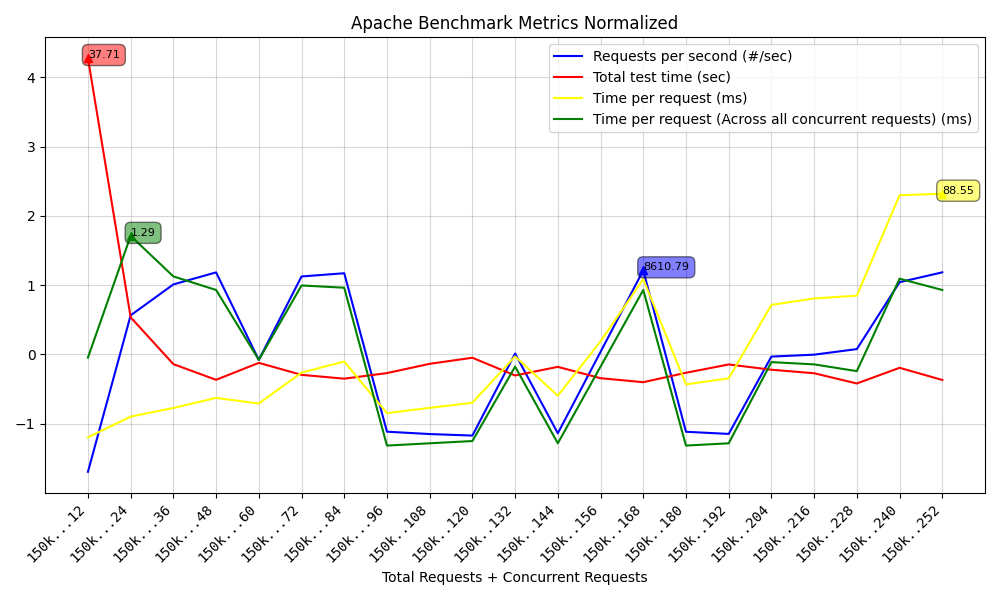 Apache Benchmark Metrics Normalized
37.71
1.29
8610.79
88.55
Requests per second (#/sec)
Total test time (sec)
Time per request (ms)
Time per request (Across all concurrent requests) (ms)
4
3
2
1
0
−1
150k...12
150k...24
150k...36
150k...48
150k...60
150k...72
150k...84
150k...96
150k..108
150k..120
150k..132
150k..144
150k..156
150k..168
150k..180
150k..192
150k..204
150k..216
150k..228
150k..240
150k..252
Total Requests + Concurrent Requests